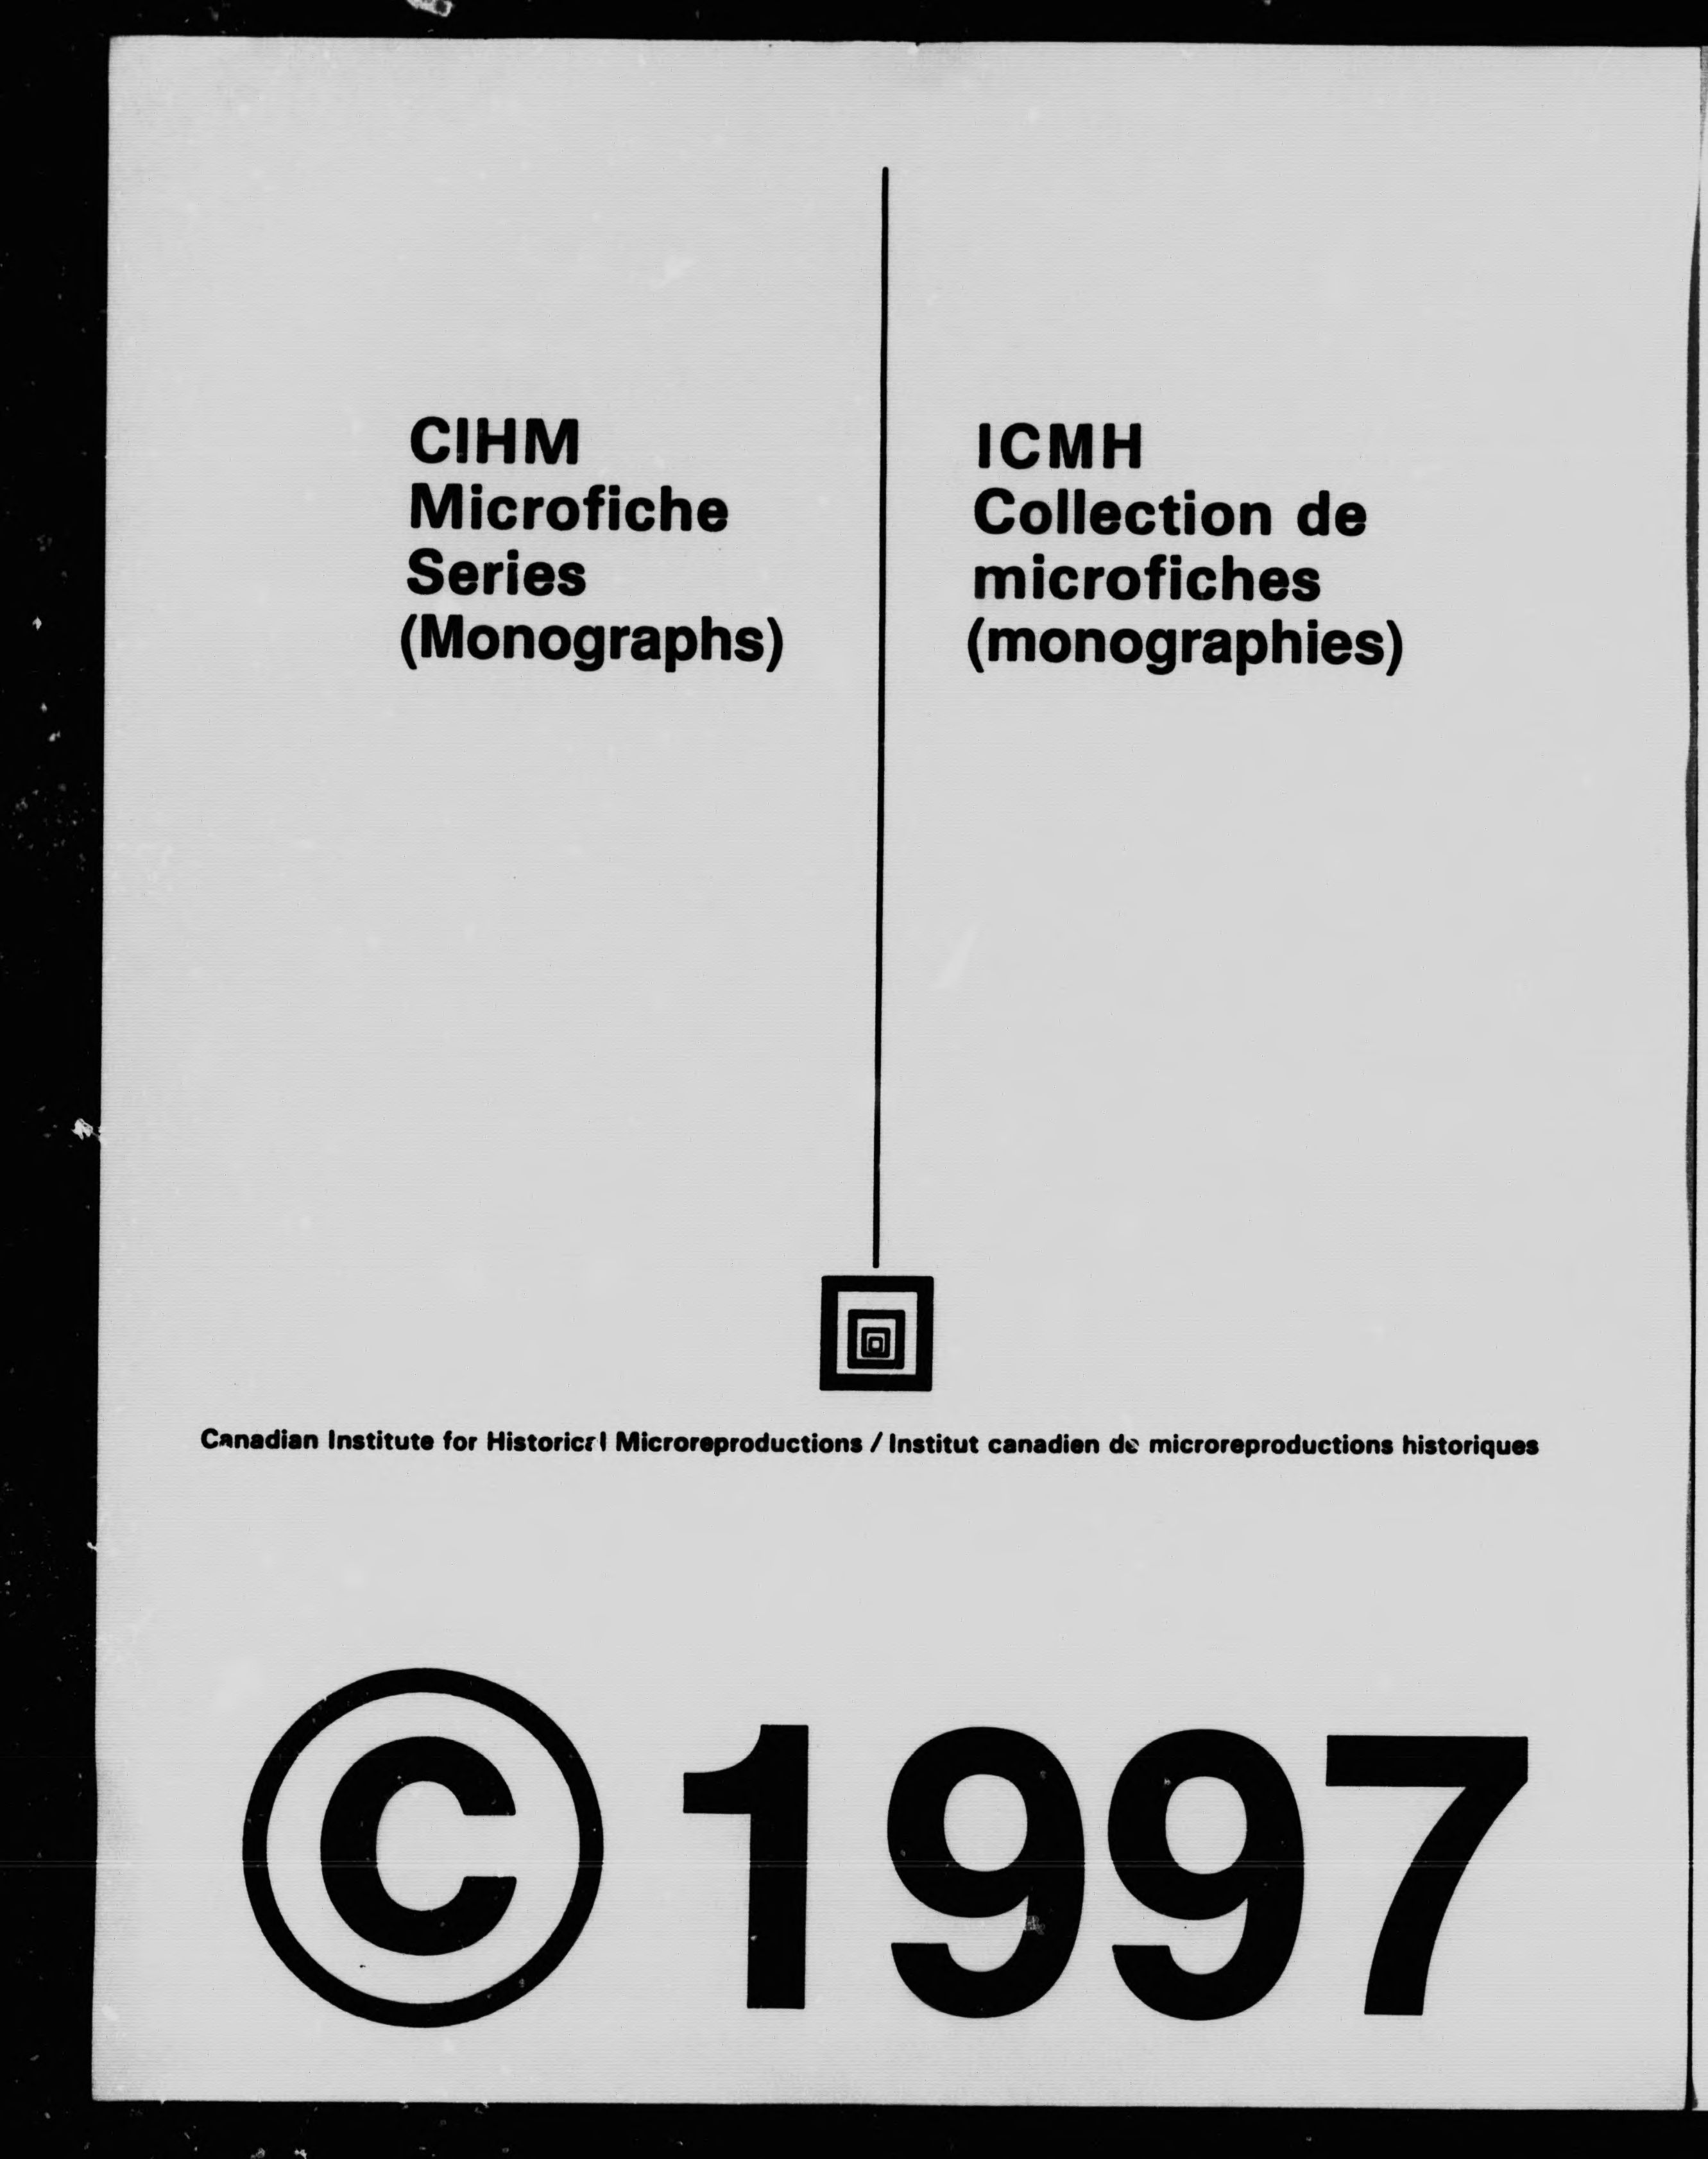 CIHM
Microfiche
Series
(Monographs)
ICMH
Collection de
microfiches
(monographies)
Canadian Institute for Historical Microreproductions / Institut canadien de microreproductions historiques
© 1997